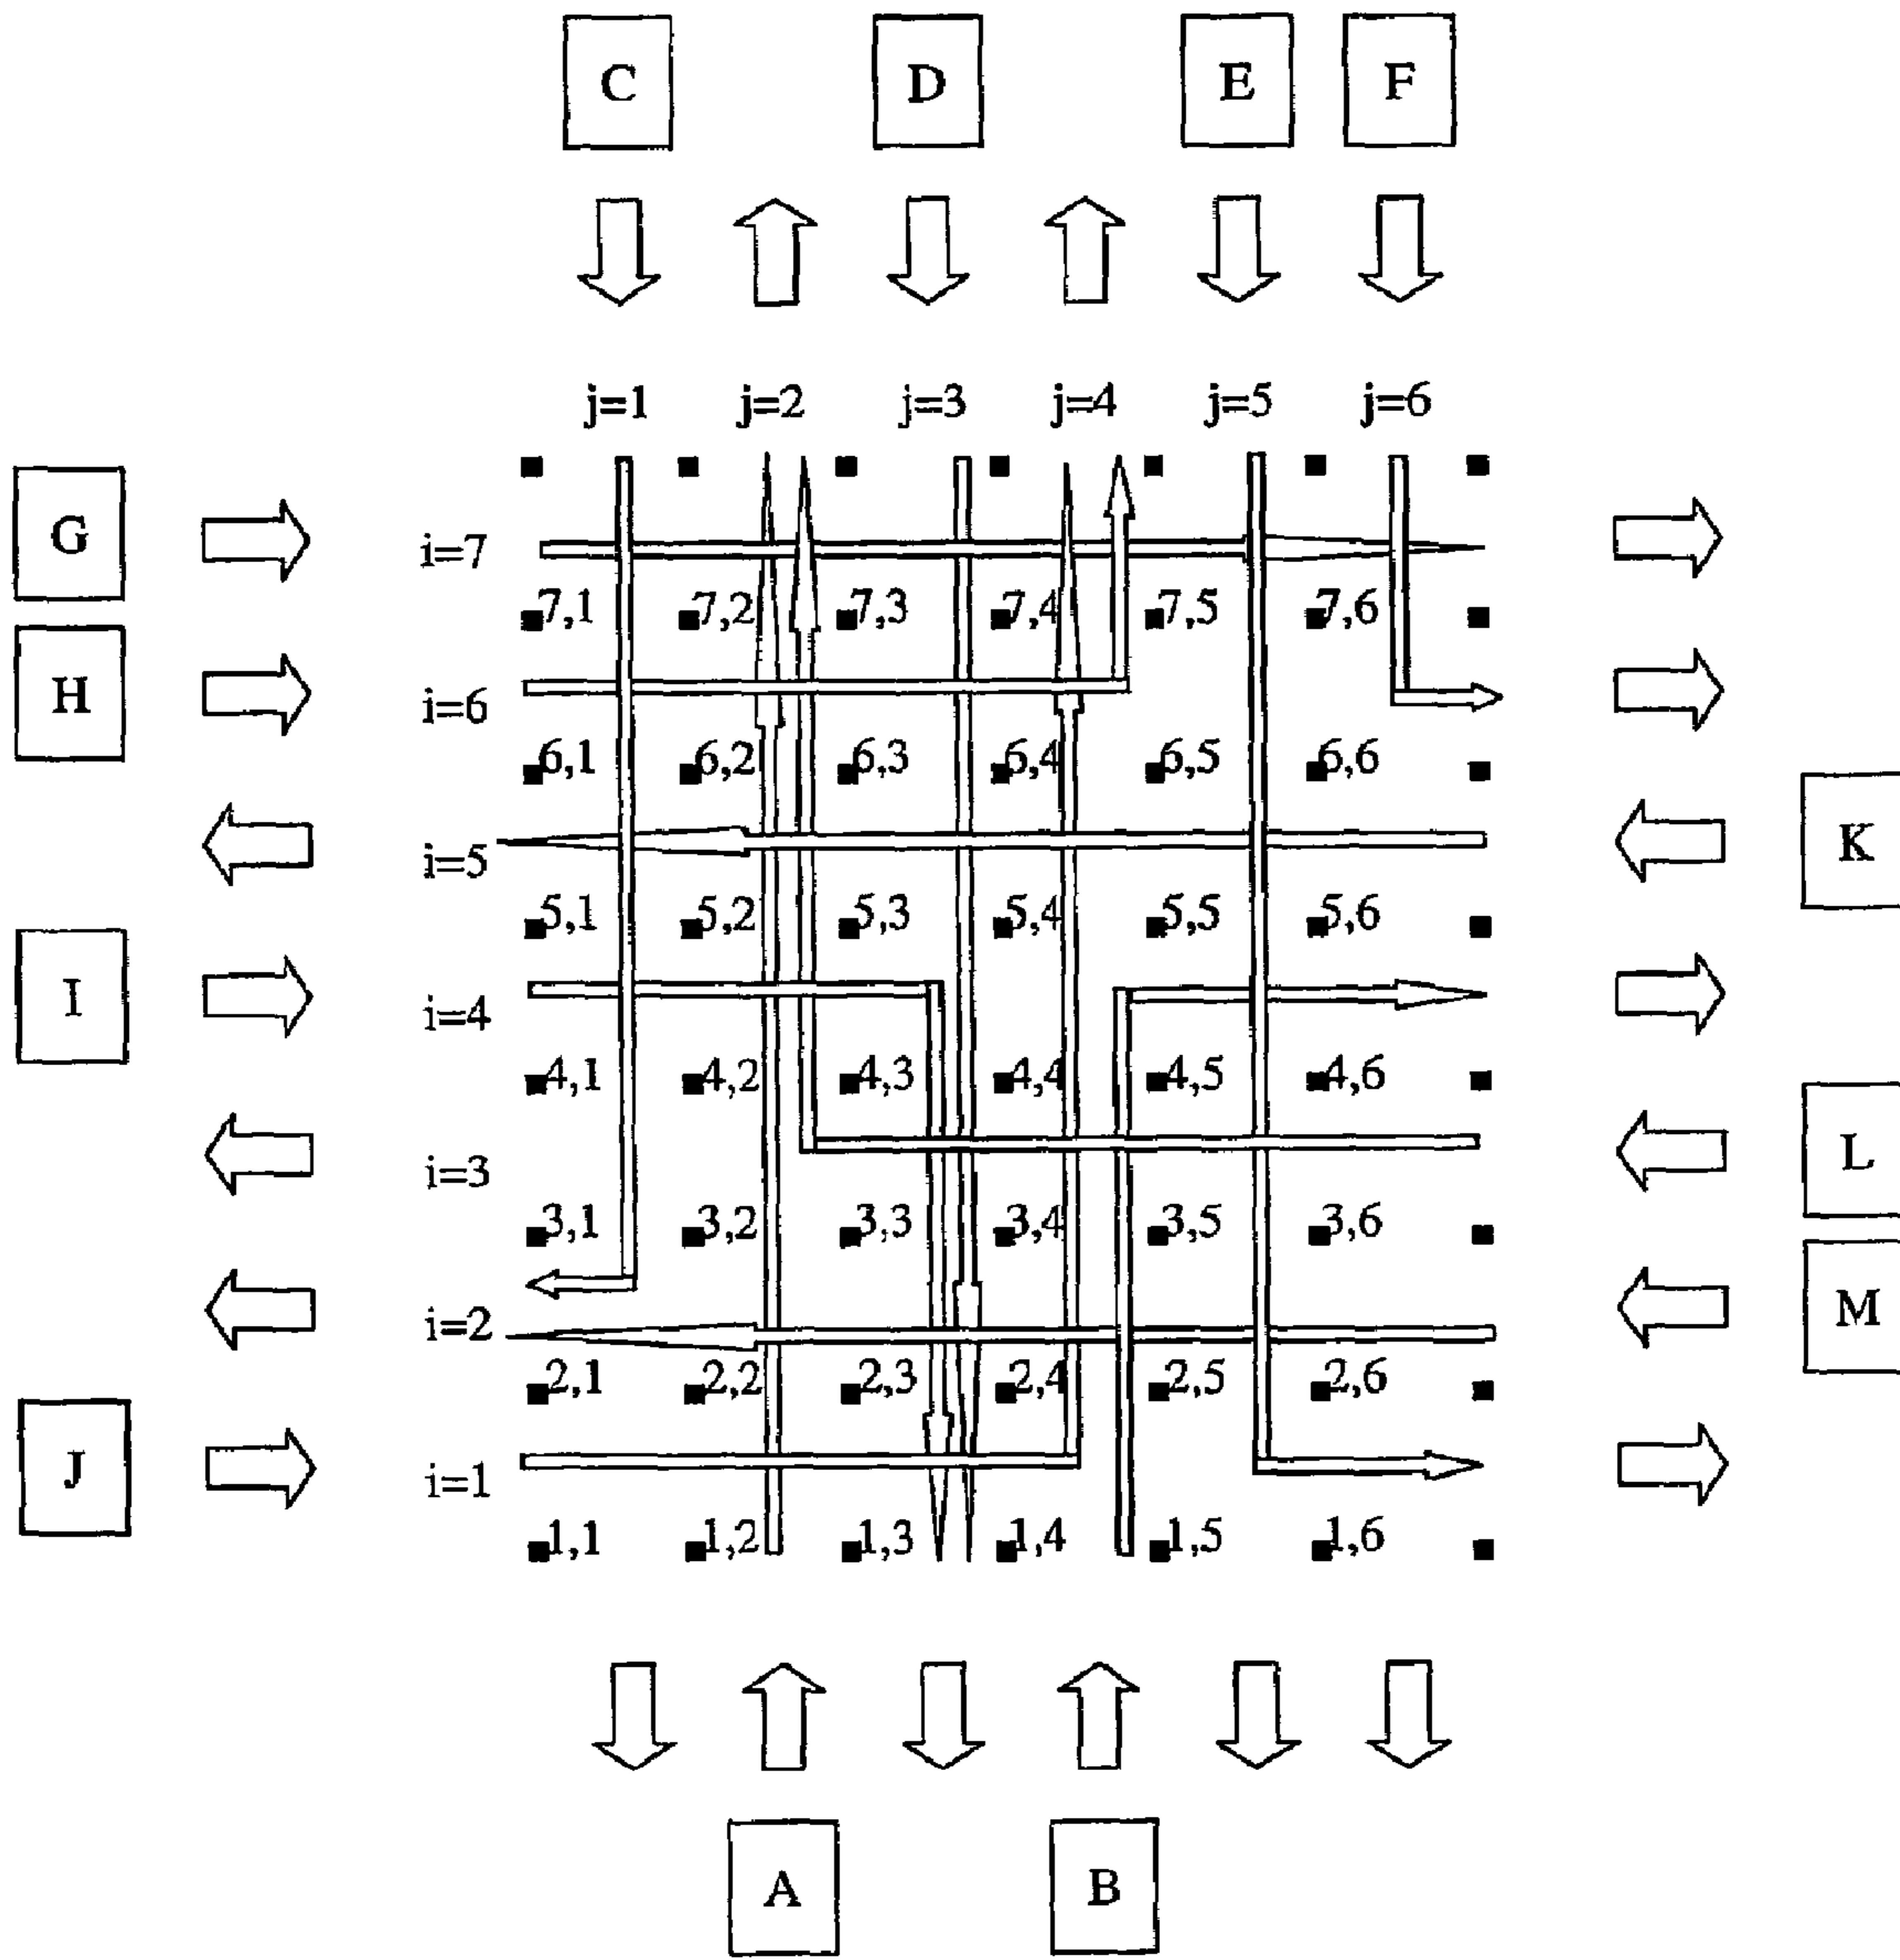 C D E F
j=1 j=2 j=3 j=4 j=5 j=6
G i=7
7,1 7,2 7,3 7,4 7,5 7,6
H i=6
6,1 6,2 6,3 6,4 6,5 6,6
i=5 K
5,1 5,2 5,3 5,4 5,5 5,6
I i=4
4,1 4,2 4,3 4,4 4,5 4,6
i=3 L
3,1 3,2 3,3 3,4 3,5 3,6
i=2 M
2,1 2,2 2,3 2,4 2,5 2,6
J i=1
1,1 1,2 1,3 1,4 1,5 1,6
A B